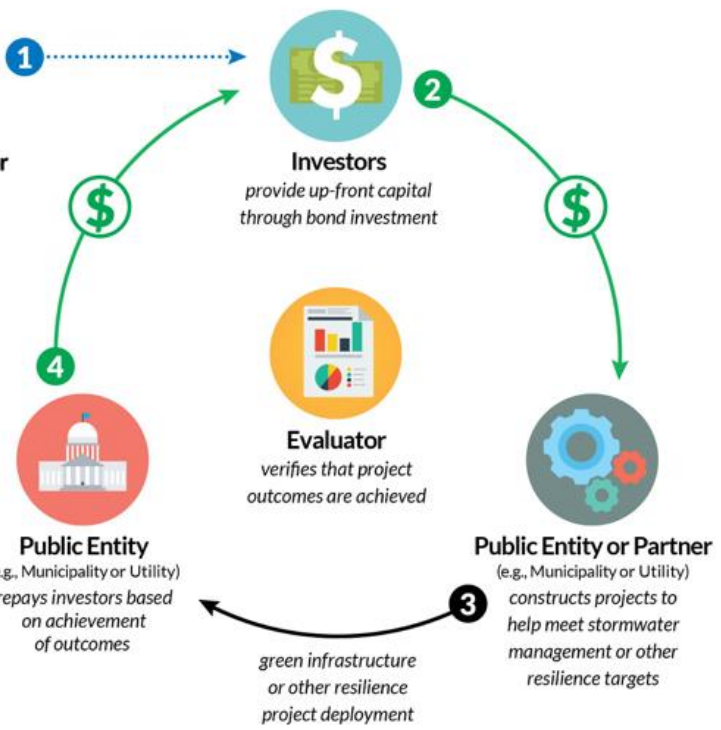 1
$
2
r
Investors
provide up-front capital
through bond investment
$
$
4
Evaluator
verifies that project
outcomes are achieved
Public Entity
.g., Municipality or Utility)
repays investors based
on achievement
of outcomes
Public Entity or Partner
(e.g., Municipality or Utility)
constructs projects to
help meet stormwater
management or other
resilience targets
3
green infrastructure
or other resilience
project deployment